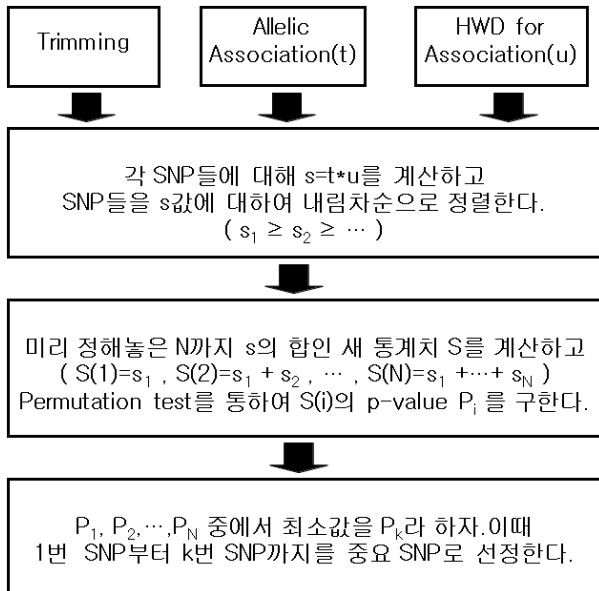 Trimming
Allelic
Association(t)
HWD for
Association(u)
각 SNP들에 대해 s=t*u를 계산하고
SNP들을 s값에 대하여 내림차순으로 정렬한다.
( s₁ ≥ s₂ ≥ ⋯ )
미리 정해놓은 N까지 s의 합인 새 통계치 S를 계산하고
( S(1)=s₁ , S(2)=s₁ + s₂ , ⋯ , S(N)=s₁ +⋯+ s_N )
Permutation test를 통하여 S(i)의 p-value Pᵢ 를 구한다.
P₁, P₂,⋯,P_N 중에서 최소값을 P_k라 하자.이때
1번 SNP부터 k번 SNP까지를 중요 SNP로 선정한다.